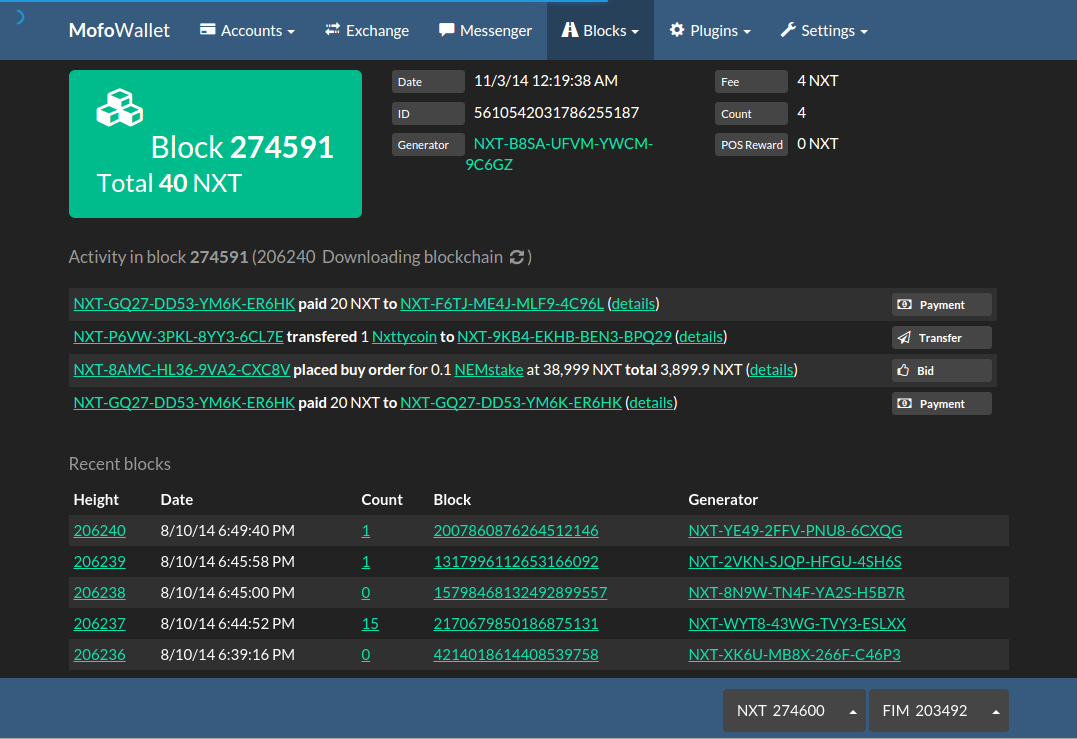 MofoWallet Accounts Exchange Messenger Blocks Plugins Settings
Block 274591
Total 40 NXT
Date 11/3/14 12:19:38 AM
ID 5610542031786255187
Generator NXT-B8SA-UFVM-YWCM-
9C6GZ
Fee 4 NXT
Count 4
POS Reward 0 NXT
Activity in block 274591 (206240 Downloading blockchain )
NXT-GQ27-DD53-YM6K-ER6HK paid 20 NXT to NXT-F6TJ-ME4J-MLF9-4C96L (details) Payment
NXT-P6VW-3PKL-8YY3-6CL7E transfered 1 Nxttycoin to NXT-9KB4-EKHB-BEN3-BPQ29 (details) Transfer
NXT-8AMC-HL36-9VA2-CXC8V placed buy order for 0.1 NEMstake at 38,999 NXT total 3,899.9 NXT (details) Bid
NXT-GQ27-DD53-YM6K-ER6HK paid 20 NXT to NXT-GQ27-DD53-YM6K-ER6HK (details) Payment
Recent blocks
Height Date Count Block Generator
206240 8/10/14 6:49:40 PM 1 2007860876264512146 NXT-YE49-2FFV-PNU8-6CXQG
206239 8/10/14 6:45:58 PM 1 1317996112653166092 NXT-2VKN-SJQP-HFGU-4SH6S
206238 8/10/14 6:45:00 PM 0 15798468132492899557 NXT-8N9W-TN4F-YA2S-H5B7R
206237 8/10/14 6:44:52 PM 15 2170679850186875131 NXT-WYT8-43WG-TVY3-ESLXX
206236 8/10/14 6:39:16 PM 0 4214018614408539758 NXT-XK6U-MB8X-266F-C46P3
NXT 274600 FIM 203492